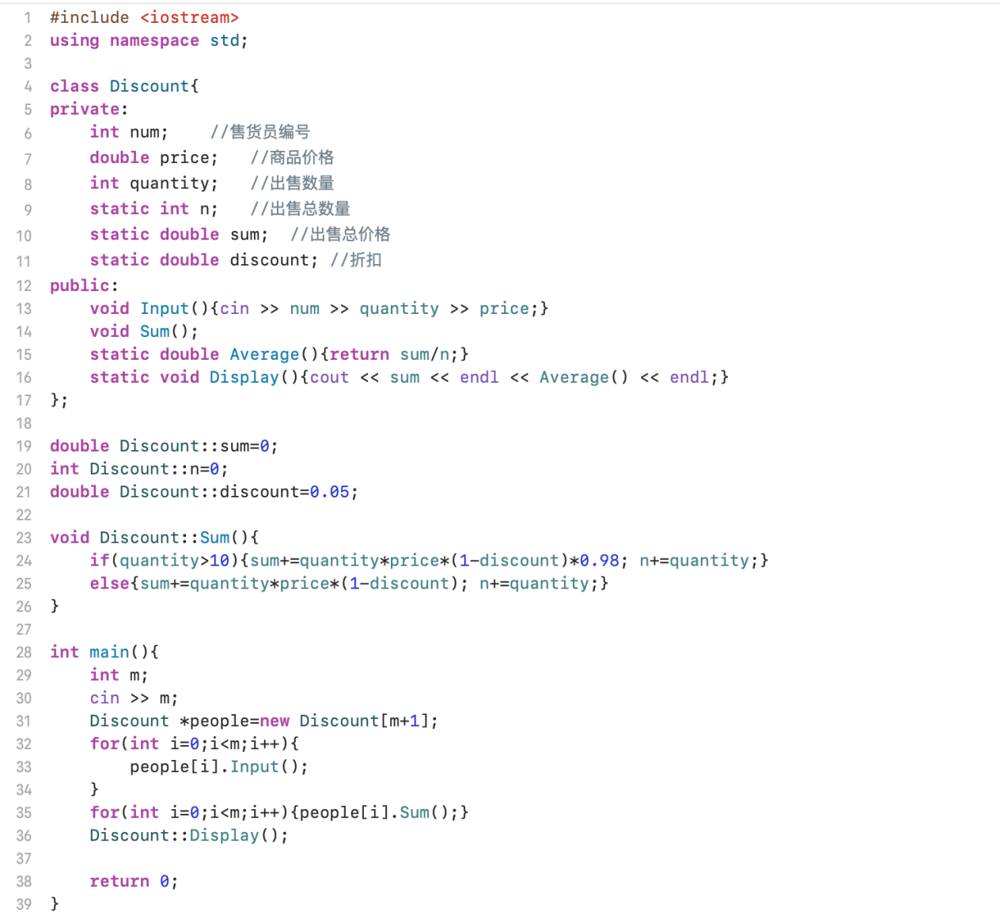 1 #include <iostream>
2 using namespace std;
3
4 class Discount{
5 private:
6     int num;    //售货员编号
7     double price;   //商品价格
8     int quantity;   //出售数量
9     static int n;   //出售总数量
10     static double sum;  //出售总价格
11     static double discount; //折扣
12 public:
13     void Input(){cin >> num >> quantity >> price;}
14     void Sum();
15     static double Average(){return sum/n;}
16     static void Display(){cout << sum << endl << Average() << endl;}
17 };
18
19 double Discount::sum=0;
20 int Discount::n=0;
21 double Discount::discount=0.05;
22
23 void Discount::Sum(){
24     if(quantity>10){sum+=quantity*price*(1-discount)*0.98; n+=quantity;}
25     else{sum+=quantity*price*(1-discount); n+=quantity;}
26 }
27
28 int main(){
29     int m;
30     cin >> m;
31     Discount *people=new Discount[m+1];
32     for(int i=0;i<m;i++){
33         people[i].Input();
34     }
35     for(int i=0;i<m;i++){people[i].Sum();}
36     Discount::Display();
37
38     return 0;
39 }